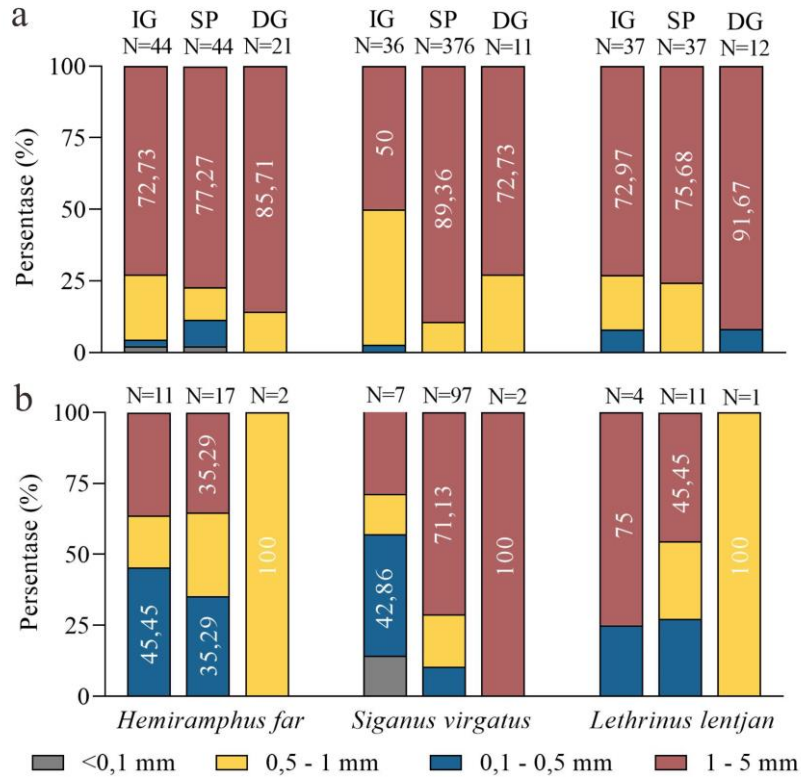 a
IG SP DG IG SP DG IG SP DG
N=44 N=44 N=21 N=36 N=376 N=11 N=37 N=37 N=12
Persentase (%)
100
75
50
25
0
72,73 77,27 85,71 50 89,36 72,73 72,97 75,68 91,67
b
N=11 N=17 N=2 N=7 N=97 N=2 N=4 N=11 N=1
Persentase (%)
100
75
50
25
0
45,45 35,29 35,29 100 42,86 71,13 100 75 45,45 100
Hemiramphus far Siganus virgatus Lethrinus lentjan
<0,1 mm 0,5 - 1 mm 0,1 - 0,5 mm 1 - 5 mm